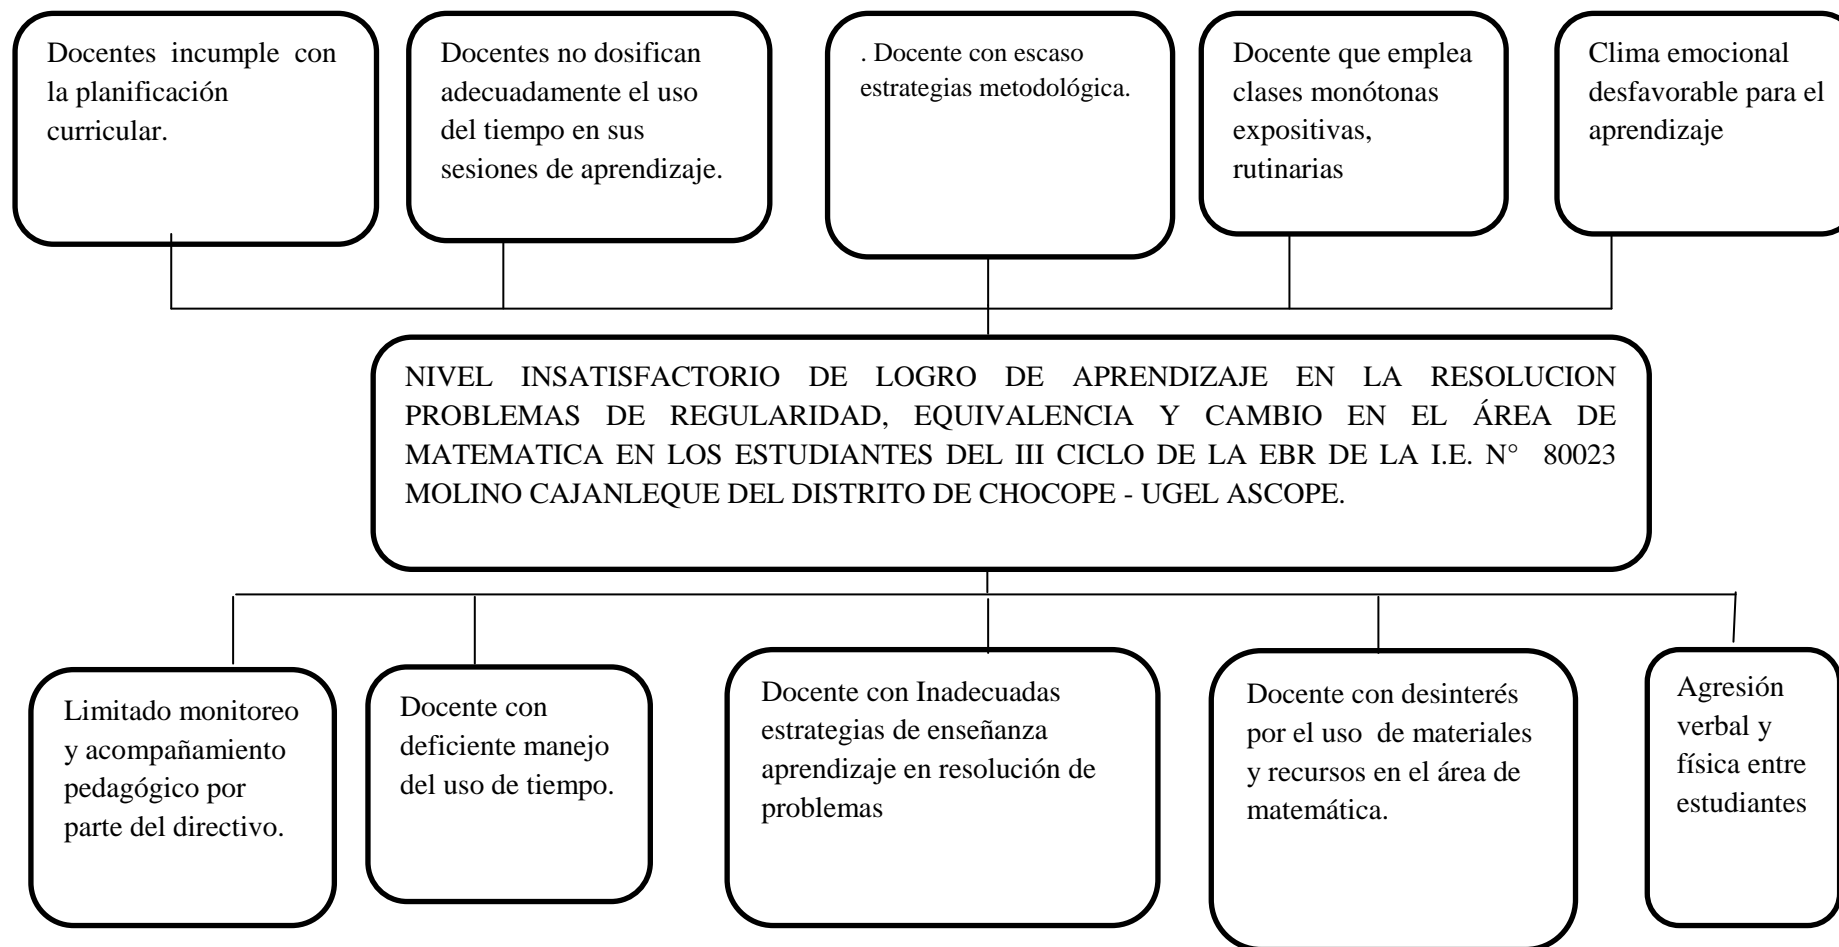 Docentes incumple con
la planificación
curricular.
Docentes no dosifican
adecuadamente el uso
del tiempo en sus
sesiones de aprendizaje.
. Docente con escaso
estrategias metodológica.
Docente que emplea
clases monótonas
expositivas,
rutinarias
Clima emocional
desfavorable para el
aprendizaje
NIVEL INSATISFACTORIO DE LOGRO DE APRENDIZAJE EN LA RESOLUCION
PROBLEMAS DE REGULARIDAD, EQUIVALENCIA Y CAMBIO EN EL ÁREA DE
MATEMATICA EN LOS ESTUDIANTES DEL III CICLO DE LA EBR DE LA I.E. N° 80023
MOLINO CAJANLEQUE DEL DISTRITO DE CHOCOPE - UGEL ASCOPE.
Limitado monitoreo
y acompañamiento
pedagógico por
parte del directivo.
Docente con
deficiente manejo
del uso de tiempo.
Docente con Inadecuadas
estrategias de enseñanza
aprendizaje en resolución de
problemas
Docente con desinterés
por el uso de materiales
y recursos en el área de
matemática.
Agresión
verbal y
física entre
estudiantes